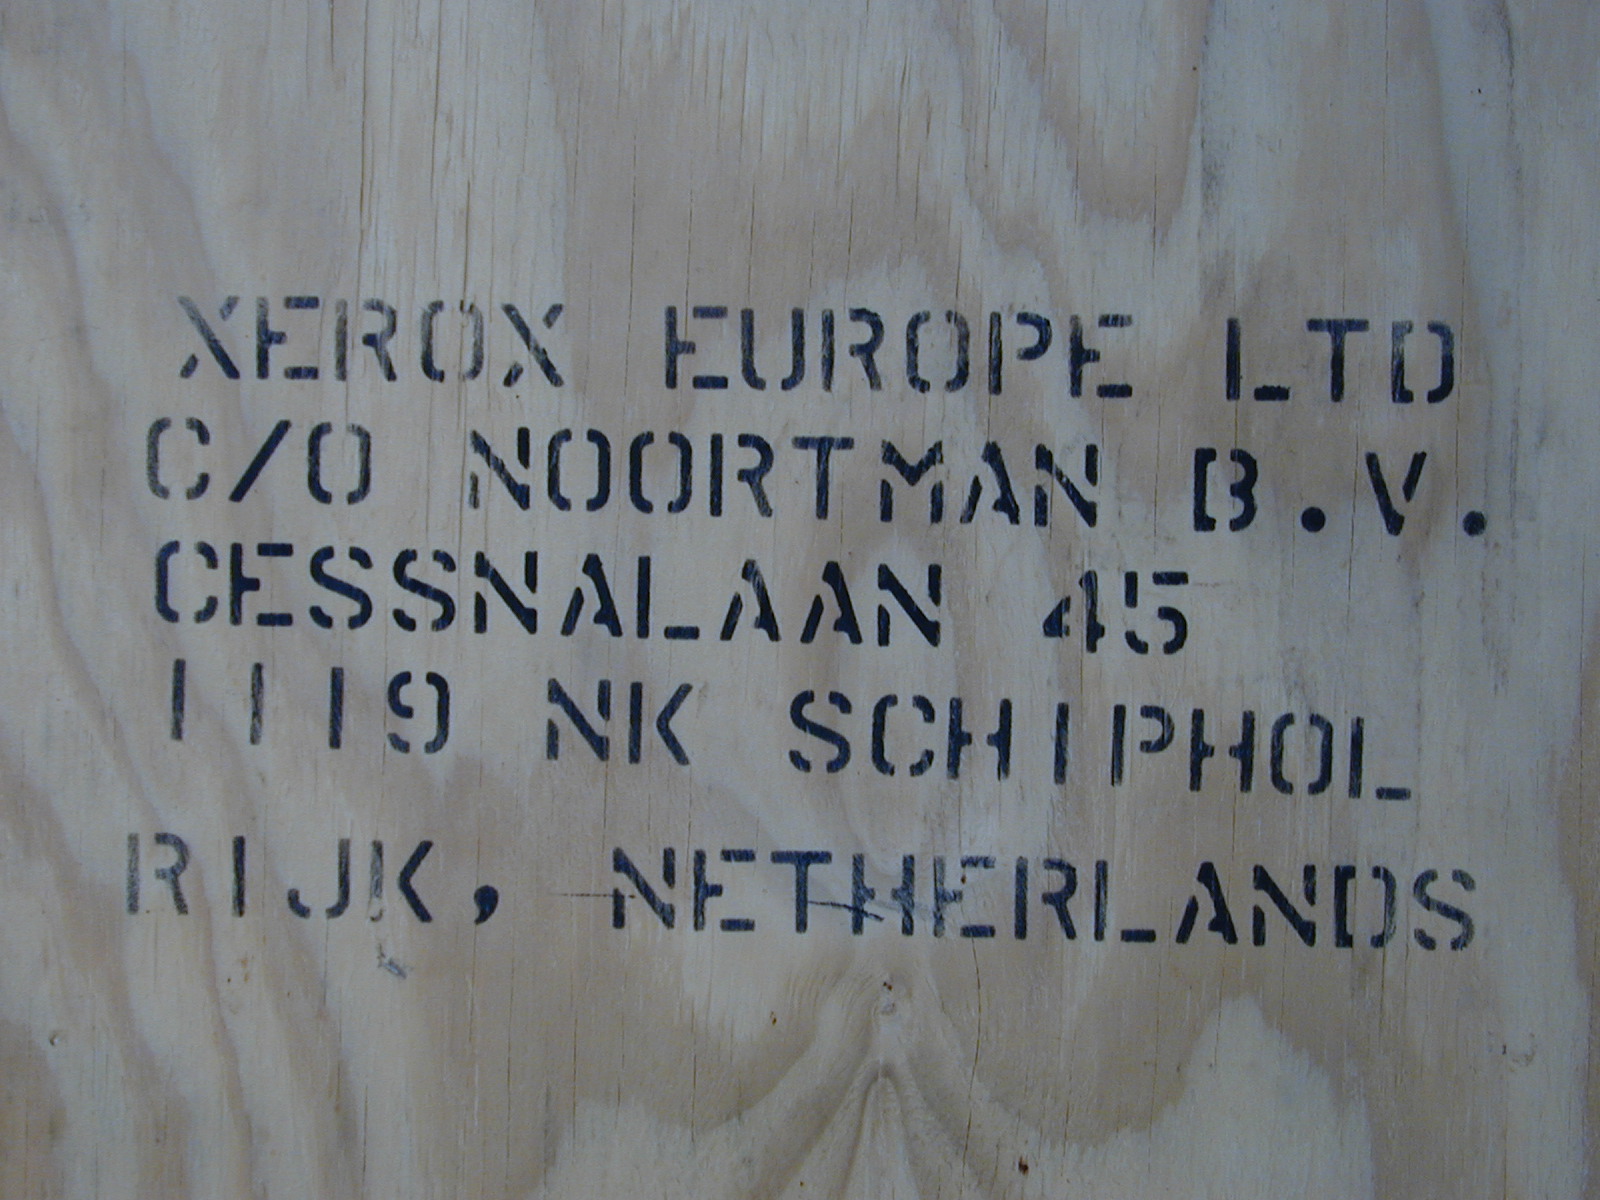 XEROX EUROPE LTD
C/O NOORTMAN B.V.
CESSNALAAN 45
1119 NK SCHIPHOL
RIJK, NETHERLANDS